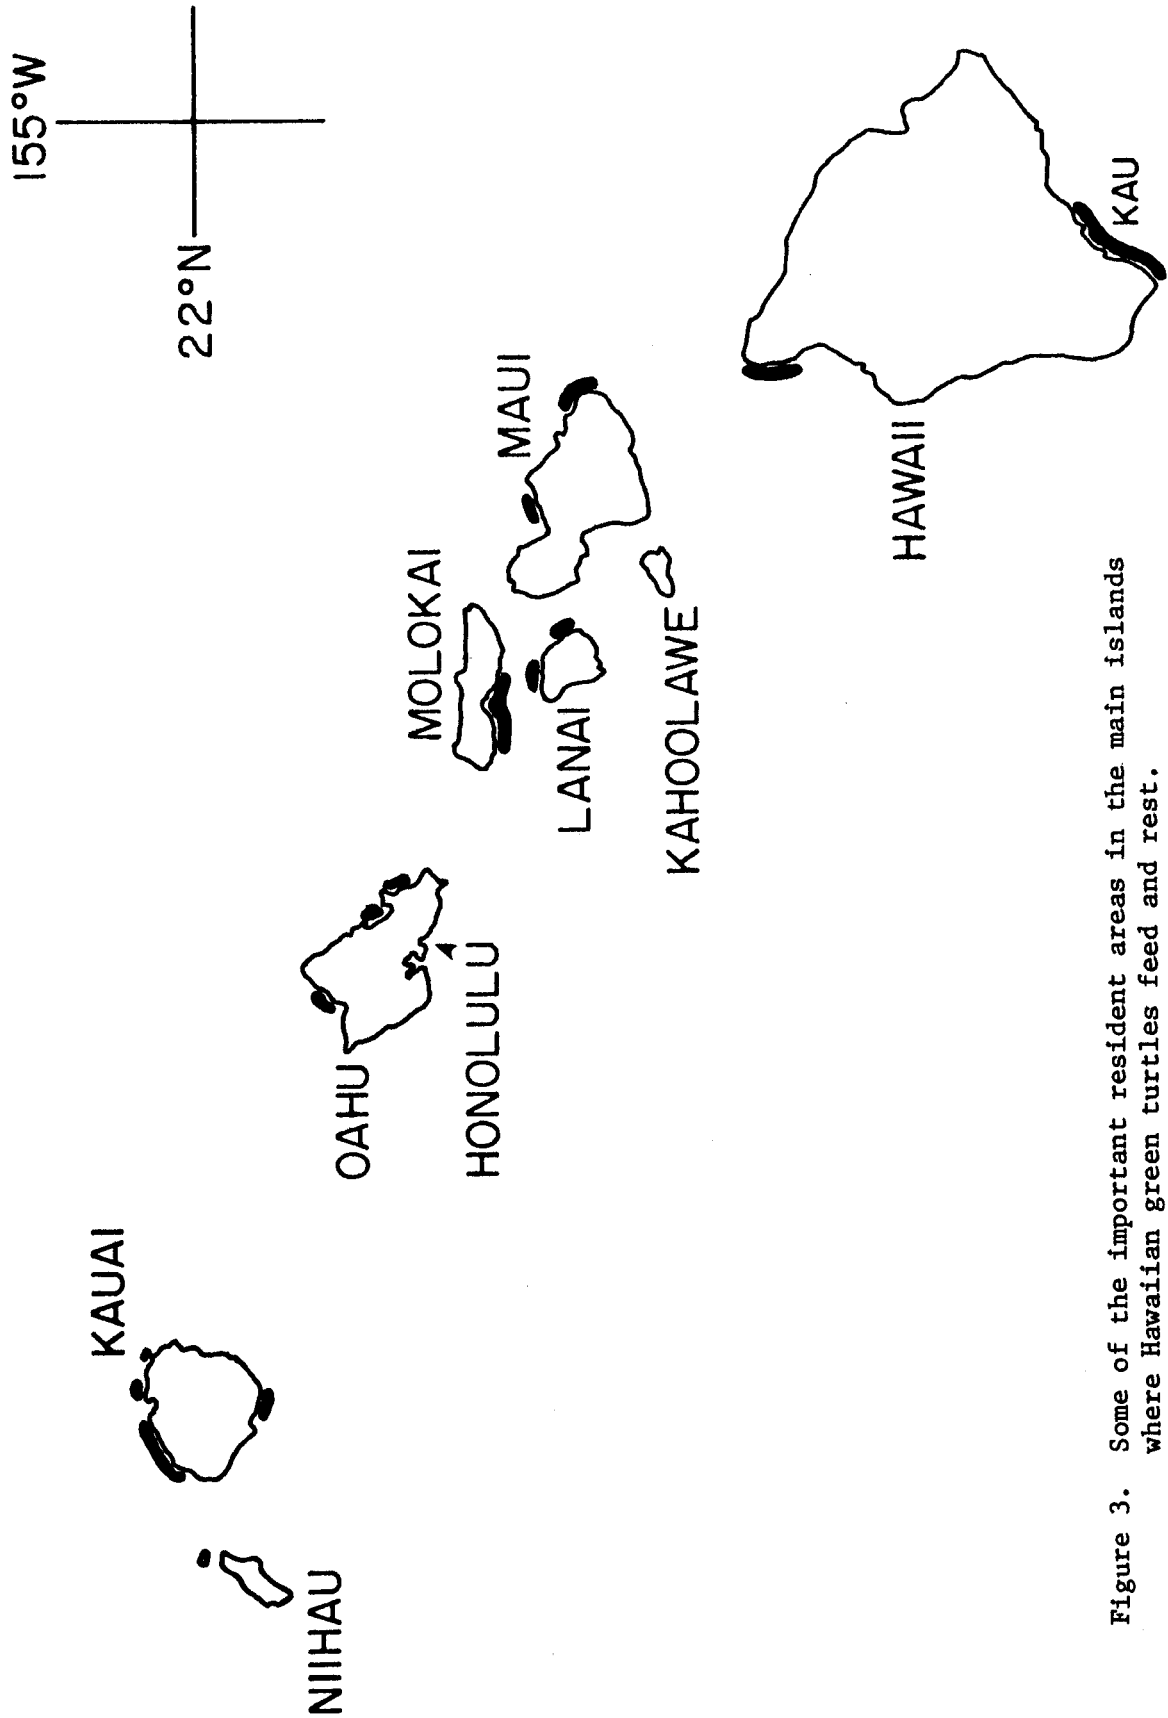 155°W
22°N
KAUAI
NIIHAU
OAHU
HONOLULU
MOLOKAI
LANAI
MAUI
KAHOOLAWE
HAWAII
KAU
Figure 3. Some of the important resident areas in the main islands
where Hawaiian green turtles feed and rest.